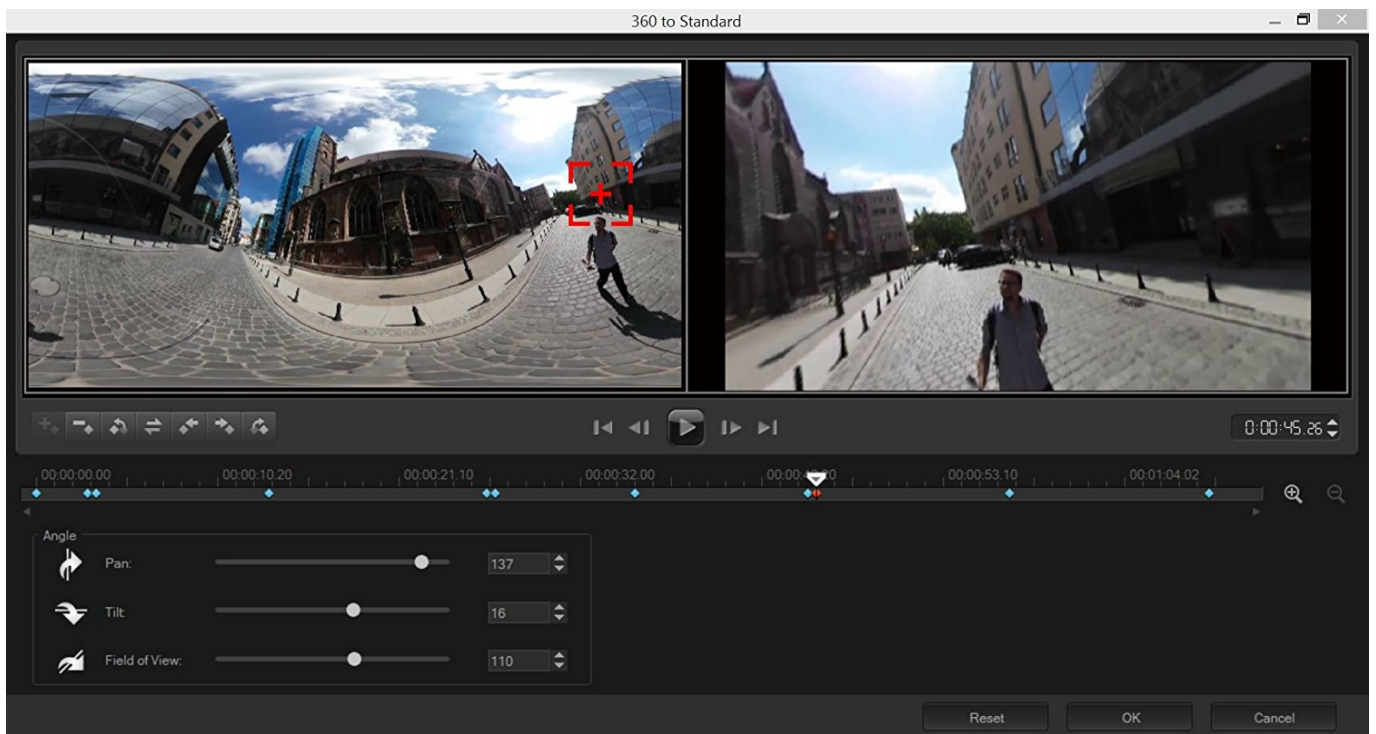 360 to Standard
0:00:45.26
00:00:00.00 00:00:10.20 00:00:21.10 00:00:32.00 00:00:53.10 00:01:04.02
Angle
Pan: 137
Tilt: 16
Field of View: 110
Reset OK Cancel